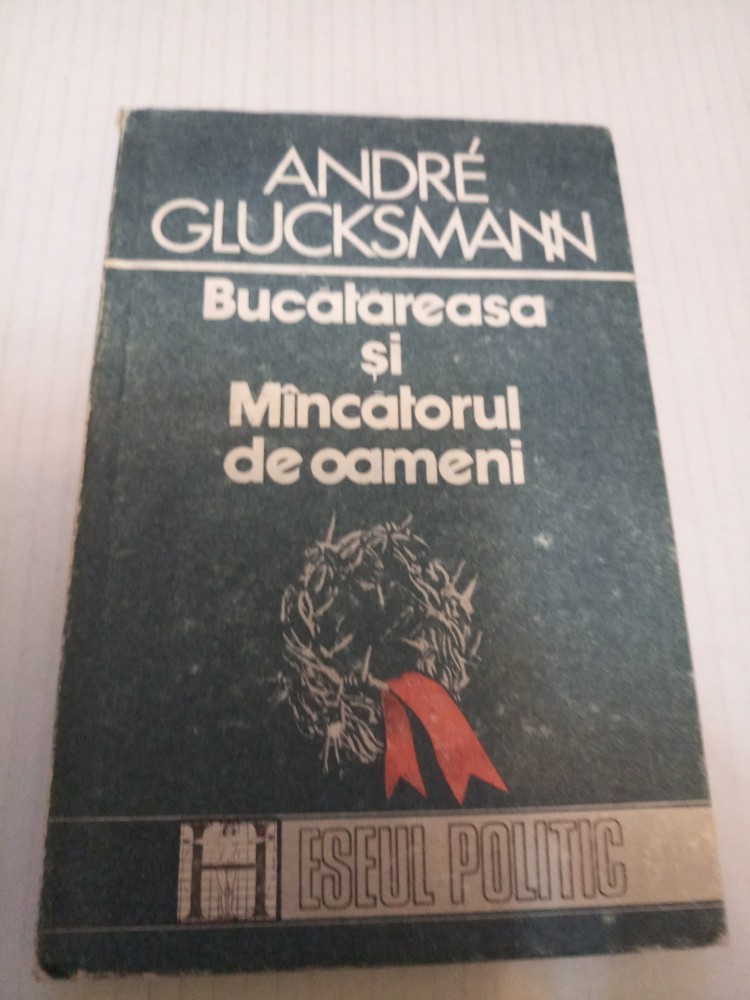 ANDRÉ
GLUCKSMANN
Bucatareasa
și
Mîncatorul
de oameni
H ESEUL POLITIC